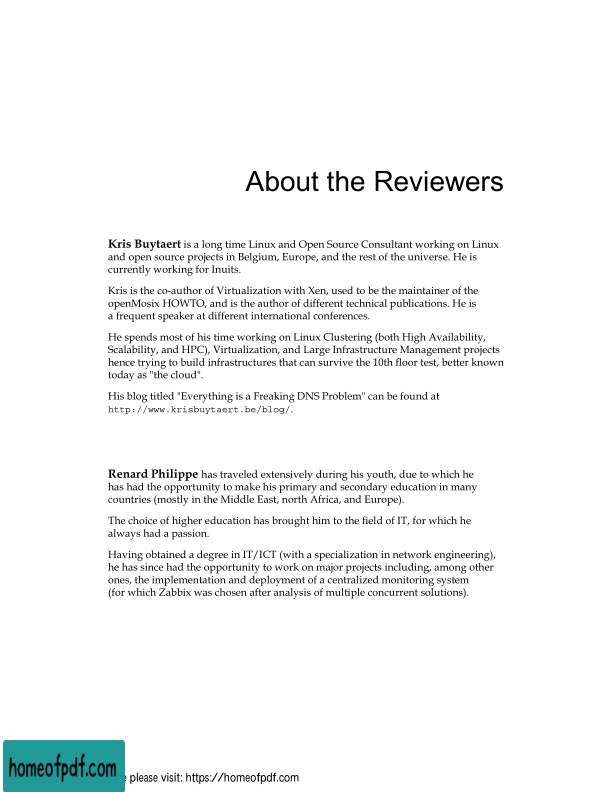 About the Reviewers
Kris Buytaert is a long time Linux and Open Source Consultant working on Linux
and open source projects in Belgium, Europe, and the rest of the universe. He is
currently working for Inuits.
Kris is the co-author of Virtualization with Xen, used to be the maintainer of the
openMosix HOWTO, and is the author of different technical publications. He is
a frequent speaker at different international conferences.
He spends most of his time working on Linux Clustering (both High Availability,
Scalability, and HPC), Virtualization, and Large Infrastructure Management projects
hence trying to build infrastructures that can survive the 10th floor test, better known
today as "the cloud".
His blog titled "Everything is a Freaking DNS Problem" can be found at
http://www.krisbuytaert.be/blog/.
Renard Philippe has traveled extensively during his youth, due to which he
has had the opportunity to make his primary and secondary education in many
countries (mostly in the Middle East, north Africa, and Europe).
The choice of higher education has brought him to the field of IT, for which he
always had a passion.
Having obtained a degree in IT/ICT (with a specialization in network engineering),
he has since had the opportunity to work on major projects including, among other
ones, the implementation and deployment of a centralized monitoring system
(for which Zabbix was chosen after analysis of multiple concurrent solutions).
homeofpdf.com
please visit: https://homeofpdf.com